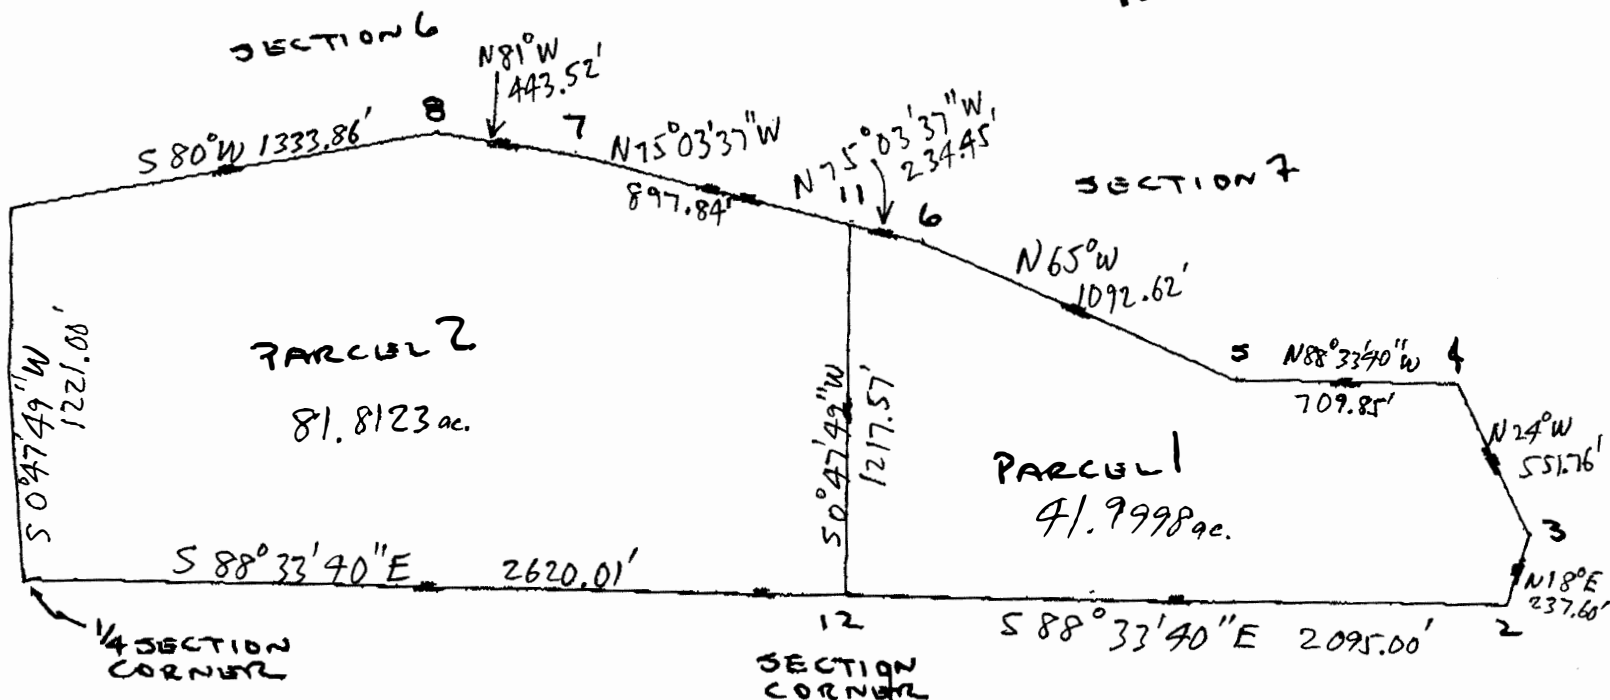 SECTION 6
N81°W
443.52'
8
7
S 80°W 1333.86'
N75°03'37"W
897.84'
N75°03'37"W
234.45'
11
6
SECTION 7
N65°W
1092.62'
5
N88°33'40"W
709.85'
4
N24°W
551.76'
3
N18°E
237.60'
2
PARCEL 2
81.8123 ac.
S 0°47'49"W
1221.00'
S 0°47'49"W
1217.57'
PARCEL 1
41.9998 ac.
S 88°33'40"E 2620.01'
12
S 88°33'40"E 2095.00'
1/4 SECTION
CORNER
SECTION
CORNER